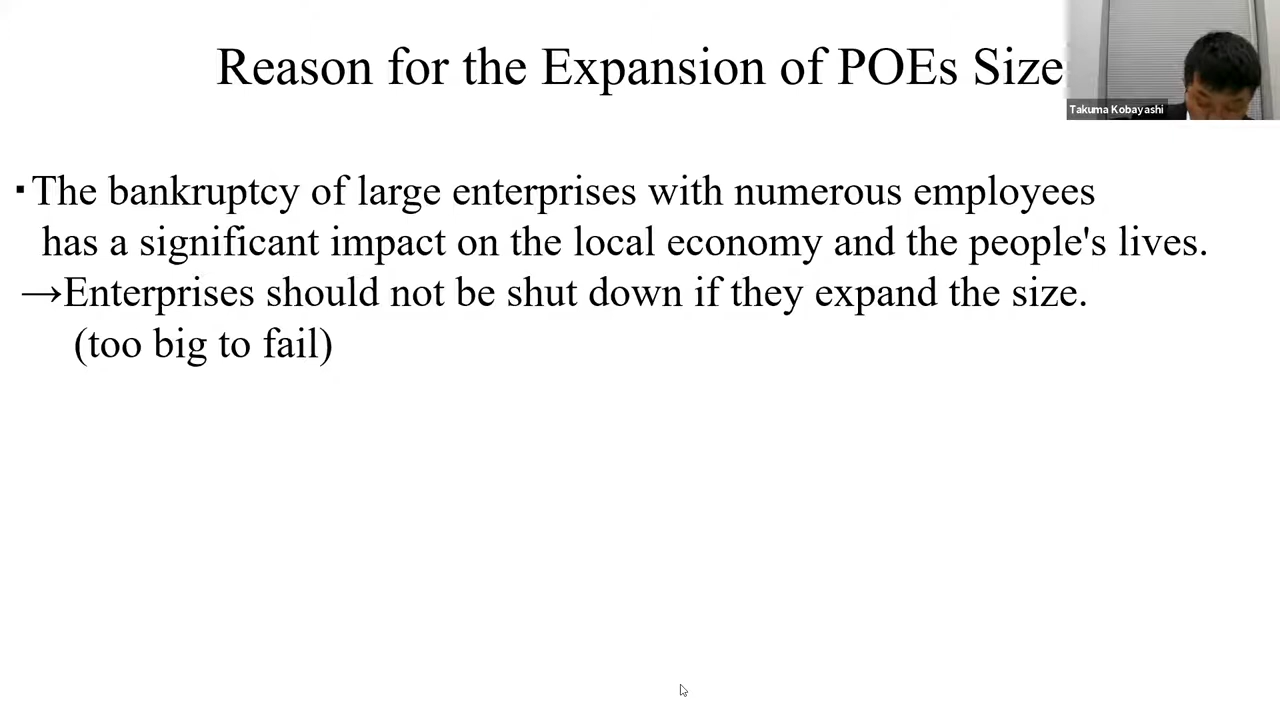 Reason for the Expansion of POEs Size
Takuma Kobayashi
▪The bankruptcy of large enterprises with numerous employees
has a significant impact on the local economy and the people's lives.
→Enterprises should not be shut down if they expand the size.
(too big to fail)